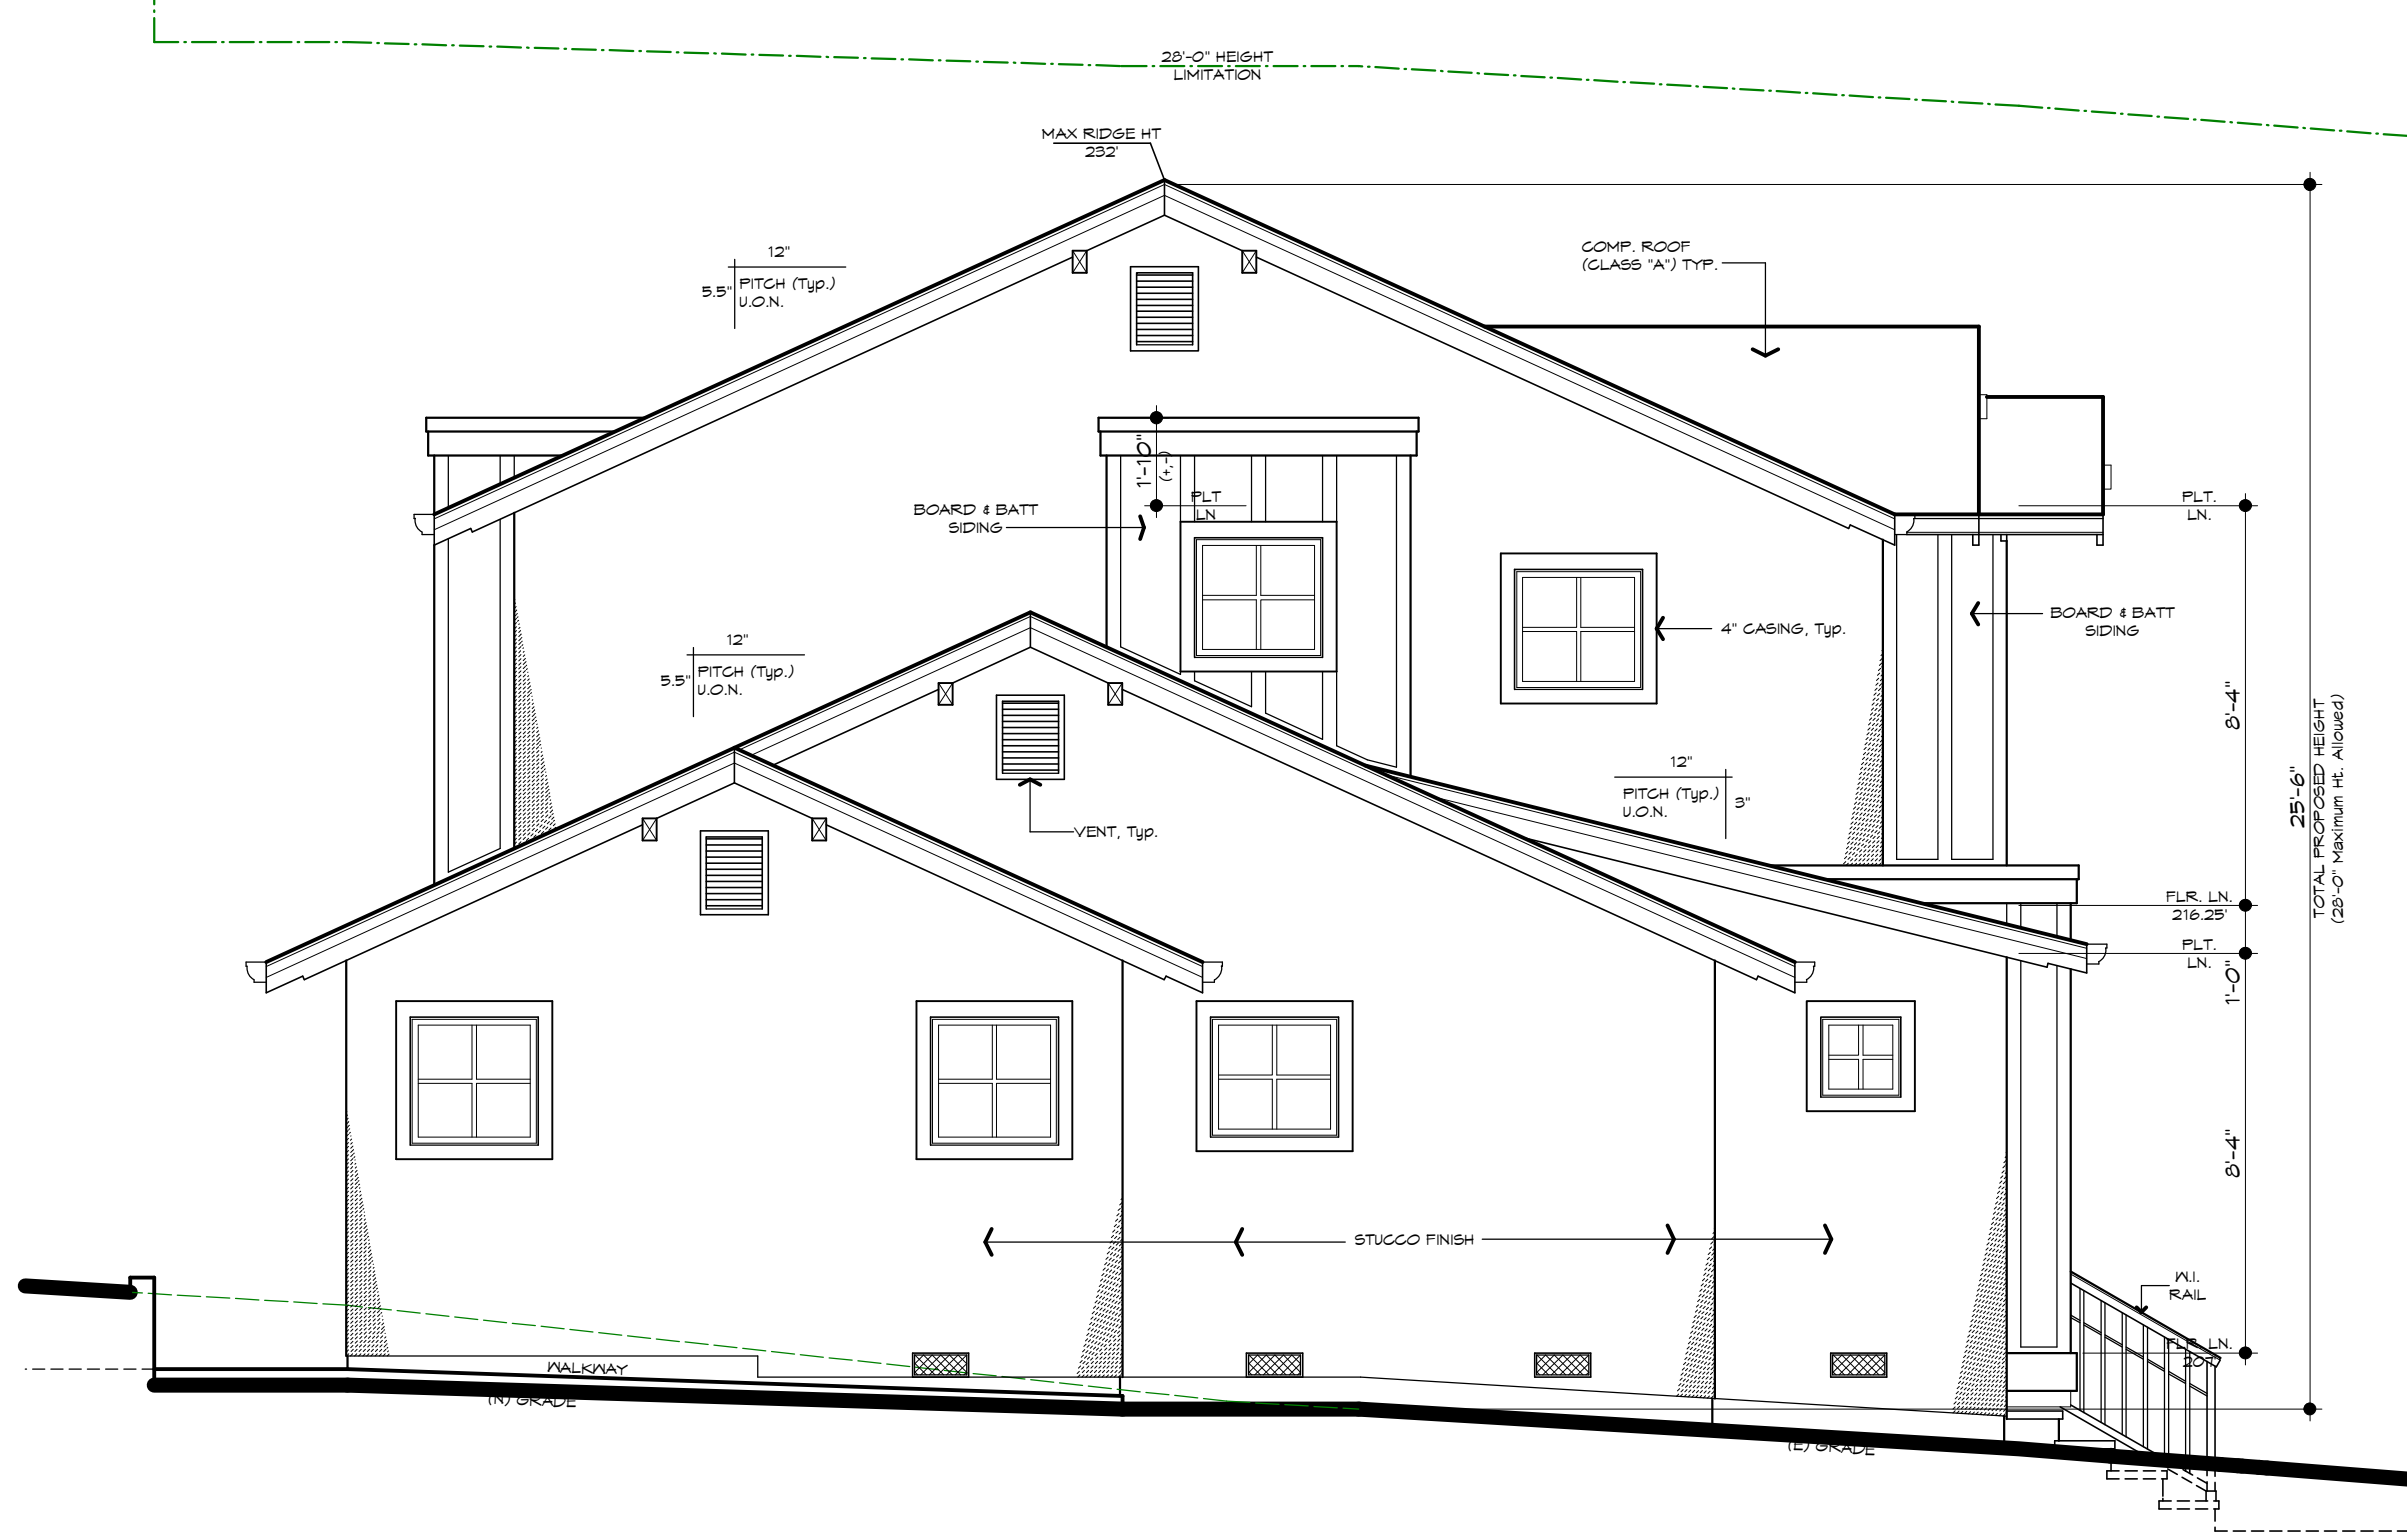 28'-0" HEIGHT
LIMITATION
MAX RIDGE HT
232'
12"
5.5"
PITCH (Typ.)
U.O.N.
COMP. ROOF
(CLASS "A") TYP.
1'-10"
(+,-)
PLT
LN
BOARD & BATT
SIDING
PLT.
LN.
4" CASING, Typ.
BOARD & BATT
SIDING
12"
5.5"
PITCH (Typ.)
U.O.N.
8'-4"
25'-6"
TOTAL PROPOSED HEIGHT
(28'-0" Maximum Ht. Allowed)
12"
PITCH (Typ.)
U.O.N.
3"
VENT, Typ.
FLR. LN.
216.25'
PLT.
LN.
1'-0"
8'-4"
STUCCO FINISH
W.I.
RAIL
FLR. LN.
WALKWAY
(N) GRADE
(E) GRADE